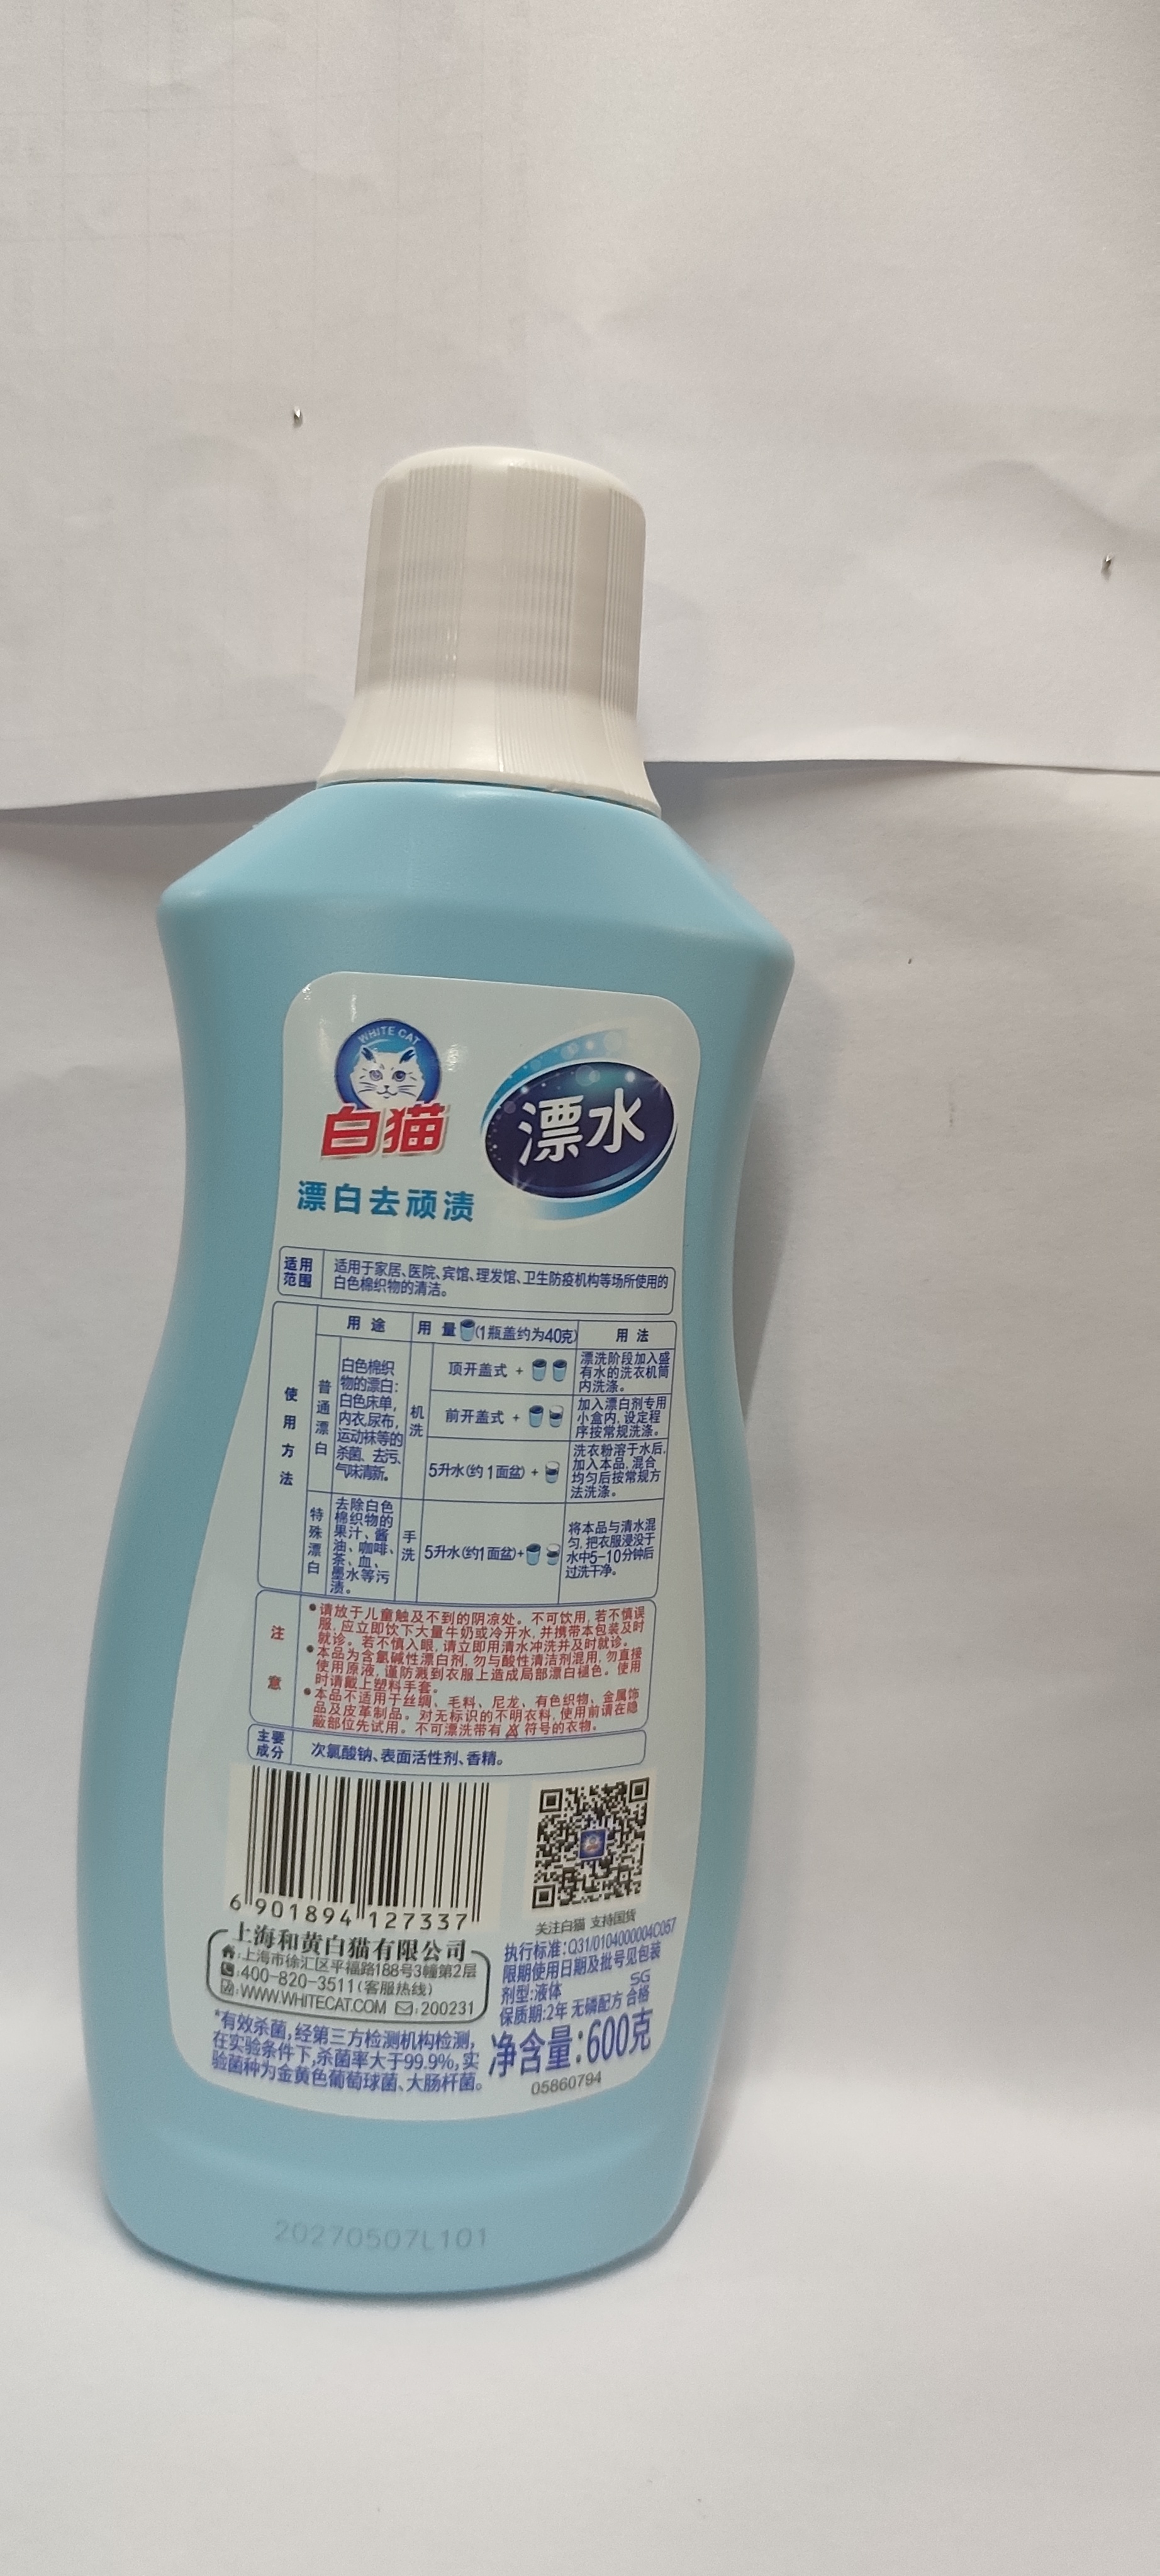 WHITE CAT
白猫
漂水
漂白去顽渍
适用
范围
适用于家居、医院、宾馆、理发馆、卫生防疫机构等场所使用的
白色棉织物的清洁。
使用方法
用途
用量(1瓶盖约为40克)
用法
普通漂白
白色棉织
物的漂白:
白色床单,
内衣,尿布,
运动袜等的
杀菌、去污、
气味清新。
机洗
顶开盖式 +
漂洗阶段加入盛
有水的洗衣机筒
内洗涤。
前开盖式 +
加入漂白剂专用
小盒内,设定程
序按常规洗涤。
5升水(约1面盆) +
洗衣粉溶于水后,
加入本品,混合
均匀后按常规方
法洗涤。
特殊漂白
去除白色
棉织物的
果汁、酱
油、咖啡、
茶、血、
墨水等污
渍。
手洗
5升水(约1面盆)+
将本品与清水混
匀,把衣服浸没于
水中5-10分钟后
过洗干净。
注意
•请放于儿童触及不到的阴凉处。不可饮用,若不慎误
服,应立即饮下大量牛奶或冷开水,并携带本包装及时
就诊。若不慎入眼,请立即用清水冲洗并及时就诊。
•本品为含氯碱性漂白剂,勿与酸性清洁剂混用,勿直接
使用原液,谨防溅到衣服上造成局部漂白褪色。使用
时请戴上塑料手套。
•本品不适用于丝绸、毛料、尼龙、有色织物、金属饰
品及皮革制品。对无标识的不明衣料,使用前请在隐
蔽部位先试用。不可漂洗带有 符号的衣物。
主要
成分
次氯酸钠、表面活性剂、香精。
6 901894 127337
关注白猫 支持国货
上海和黄白猫有限公司
:上海市徐汇区平福路188号3幢第2层
:400-820-3511(客服热线)
:WWW.WHITECAT.COM :200231
执行标准:Q31/0104000004C067
限期使用日期及批号见包装
剂型:液体 SG
保质期:2年 无磷配方 合格
净含量:600克
05860794
*有效杀菌,经第三方检测机构检测,
在实验条件下,杀菌率大于99.9%,实
验菌种为金黄色葡萄球菌、大肠杆菌。
20270507L101